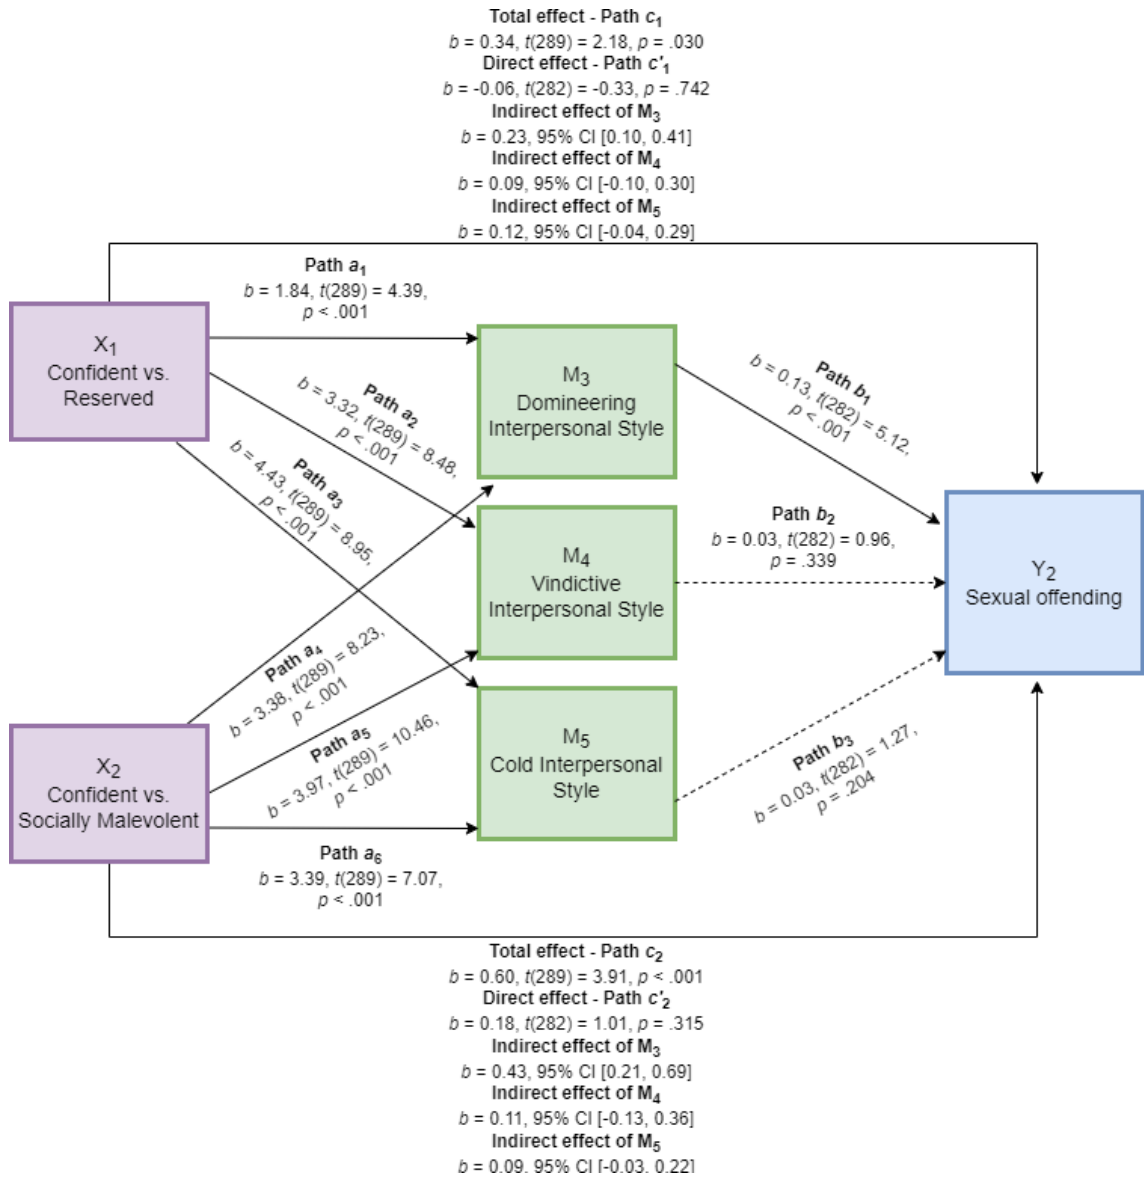 Total effect - Path c1
b = 0.34, t(289) = 2.18, p = .030
Direct effect - Path c'1
b = -0.06, t(282) = -0.33, p = .742
Indirect effect of M3
b = 0.23, 95% CI [0.10, 0.41]
Indirect effect of M4
b = 0.09, 95% CI [-0.10, 0.30]
Indirect effect of M5
b = 0.12, 95% CI [-0.04, 0.29]
Path a1
b = 1.84, t(289) = 4.39,
p < .001
X1
Confident vs.
Reserved
Path a2
b = 3.32, t(289) = 8.48,
p < .001
Path a3
b = 4.43, t(289) = 8.95,
p < .001
M3
Domineering
Interpersonal Style
Path b1
b = 0.13, t(282) = 5.12,
p < .001
M4
Vindictive
Interpersonal Style
Path b2
b = 0.03, t(282) = 0.96,
p = .339
Y2
Sexual offending
Path a4
b = 3.38, t(289) = 8.23,
p < .001
Path a5
b = 3.97, t(289) = 10.46,
p < .001
M5
Cold Interpersonal
Style
Path b3
b = 0.03, t(282) = 1.27,
p = .204
X2
Confident vs.
Socially Malevolent
Path a6
b = 3.39, t(289) = 7.07,
p < .001
Total effect - Path c2
b = 0.60, t(289) = 3.91, p < .001
Direct effect - Path c'2
b = 0.18, t(282) = 1.01, p = .315
Indirect effect of M3
b = 0.43, 95% CI [0.21, 0.69]
Indirect effect of M4
b = 0.11, 95% CI [-0.13, 0.36]
Indirect effect of M5
b = 0.09, 95% CI [-0.03, 0.22]